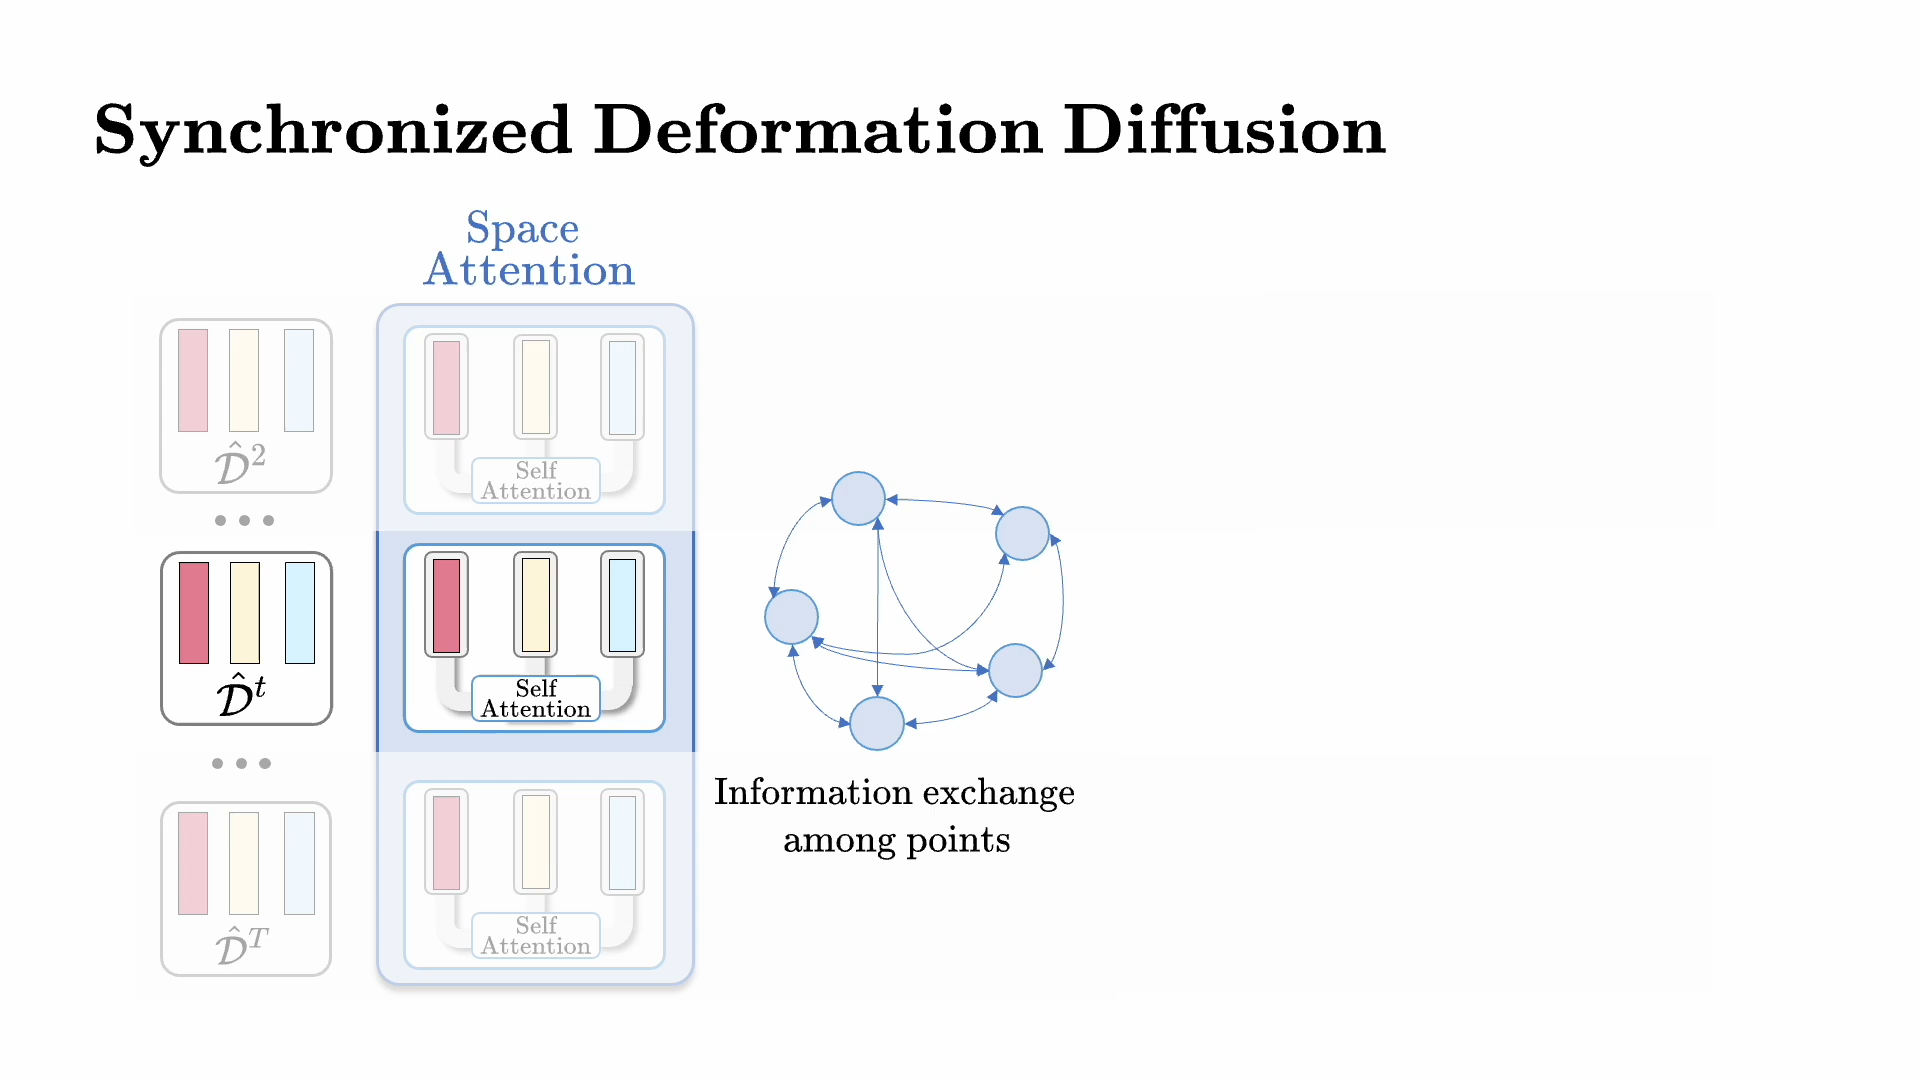 Synchronized Deformation Diffusion
Space
Attention
𝒟̂²
Self
Attention
...
𝒟̂ᵗ
Self
Attention
...
Information exchange
among points
𝒟̂ᵀ
Self
Attention